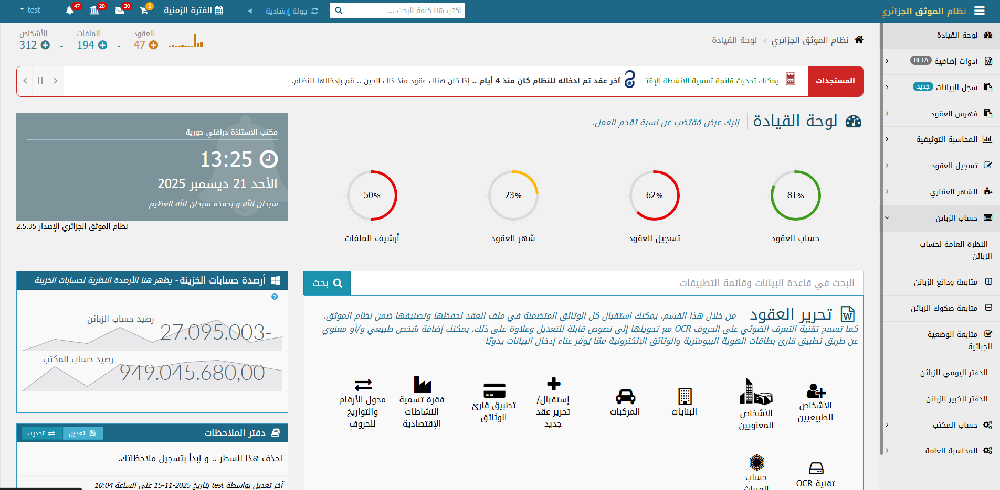 نظام الموثق الجزائري
اكتب هنا كلمة البحث ...
جولة إرشادية
الفترة الزمنية
5
30
28
47
test
لوحة القيادة
أدوات إضافية BETA
سجل البيانات جديد
فهرس العقود
المحاسبة التوثيقية
تسجيل العقود
الشهر العقاري
حساب الزبائن
النظرة العامة لحساب
الزبائن
متابعة ودائع الزبائن
متابعة صكوك الزبائن
متابعة الوضعية
الجبائية
الدفتر اليومي للزبائن
الدفتر الكبير للزبائن
حساب المكتب
المحاسبة العامة
نظام الموثق الجزائري › لوحة القيادة
العقود
47
الملفات
194
-
الأشخاص
312
-
المستجدات
يمكنك تحديث قائمة تسمية الأنشطة الإقت
آخر عقد تم إدخاله للنظام كان منذ 4 أيام .. إذا كان هناك عقود منذ ذاك الحين .. قم بإدخالها للنظام.
لوحة القيادة
إليك عرض مُقتضب عن نسبة تقدم العمل.
81%
62%
23%
50%
حساب العقود
تسجيل العقود
شهر العقود
أرشيف الملفات
مكتب الأستاذة درافلي حورية
13:25
الأحد 21 ديسمبر 2025
سبحان الله و بحمده سبحان الله العظيم
نظام الموثق الجزائري الإصدار 2.5.35
البحث في قاعدة البيانات وقائمة التطبيقات
بحث
تحرير العقود
من خلال هذا القسم، يمكنك استقبال كل الوثائق المتضمنة في ملف العقد لحفظها وتصنيفها ضمن نظام الموثق،
كما تسمح تقنية التعرف الضوئي على الحروف OCR مع تحويلها إلى نصوص قابلة للتعديل وعلاوة على ذلك، يمكنك إضافة شخص طبيعي و/أو معنوي
عن طريق تطبيق قارئ بطاقات الهوية البيومترية والوثائق الإلكترونية ممّا يُوفّر عناء إدخال البيانات يدويًا
الأشخاص
الطبيعيين
الأشخاص
المعنويين
البنايات
المركبات
إستقبال/
تحرير عقد
جديد
تطبيق قارئ
الوثائق
فقرة تسمية
النشاطات
الإقتصادية
محول الأرقام
والتواريخ
للحروف
تقنية OCR
حساب
الميراث
أرصدة حسابات الخزينة - يظهر هنا الأرصدة النظرية لحسابات الخزينة
رصيد حساب الزبائن
27.095.003-
رصيد حساب المكتب
949.045.680,00-
دفتر الملاحظات
تعديل
تحديث
احذف هذا السطر .. و إبدأ بتسجيل ملاحظاتك.
آخر تعديل بواسطة test بتاريخ 2025-11-15 على الساعة 10:04